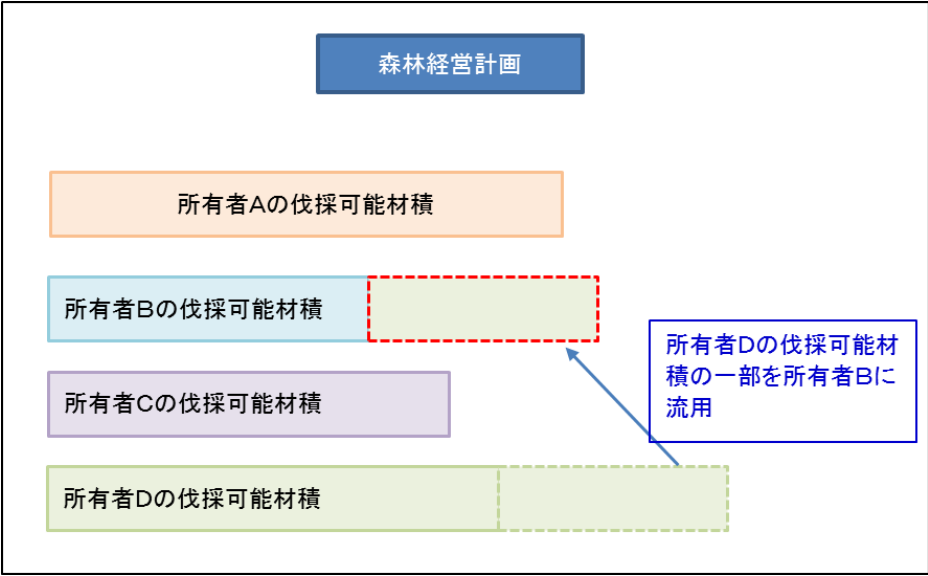 森林経営計画
所有者Aの伐採可能材積
所有者Bの伐採可能材積
所有者Dの伐採可能材
積の一部を所有者Bに
流用
所有者Cの伐採可能材積
所有者Dの伐採可能材積